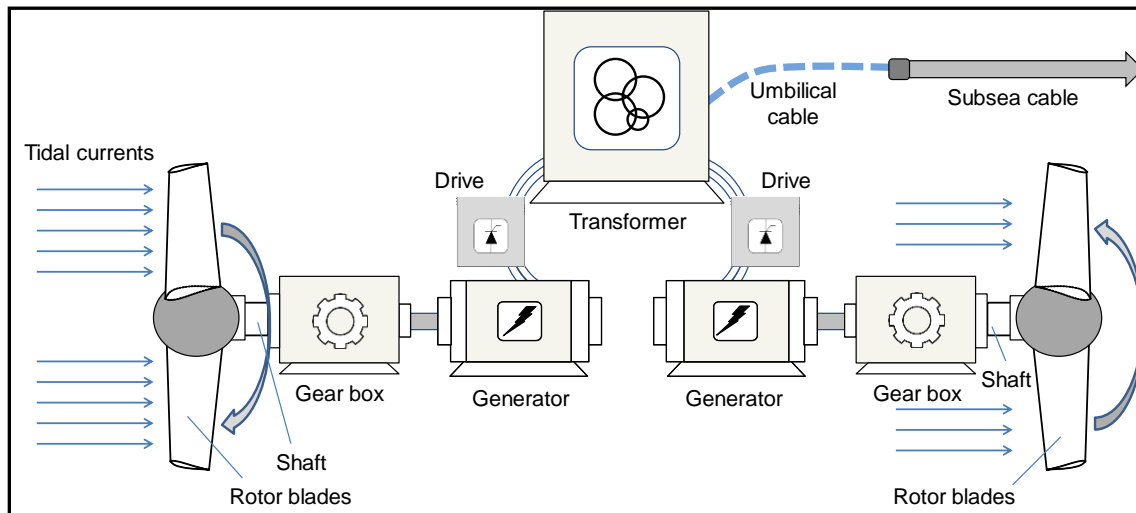 Umbilical
cable
Subsea cable
Tidal currents
Drive
Drive
Transformer
Gear box
Generator
Generator
Gear box
Shaft
Shaft
Rotor blades
Rotor blades